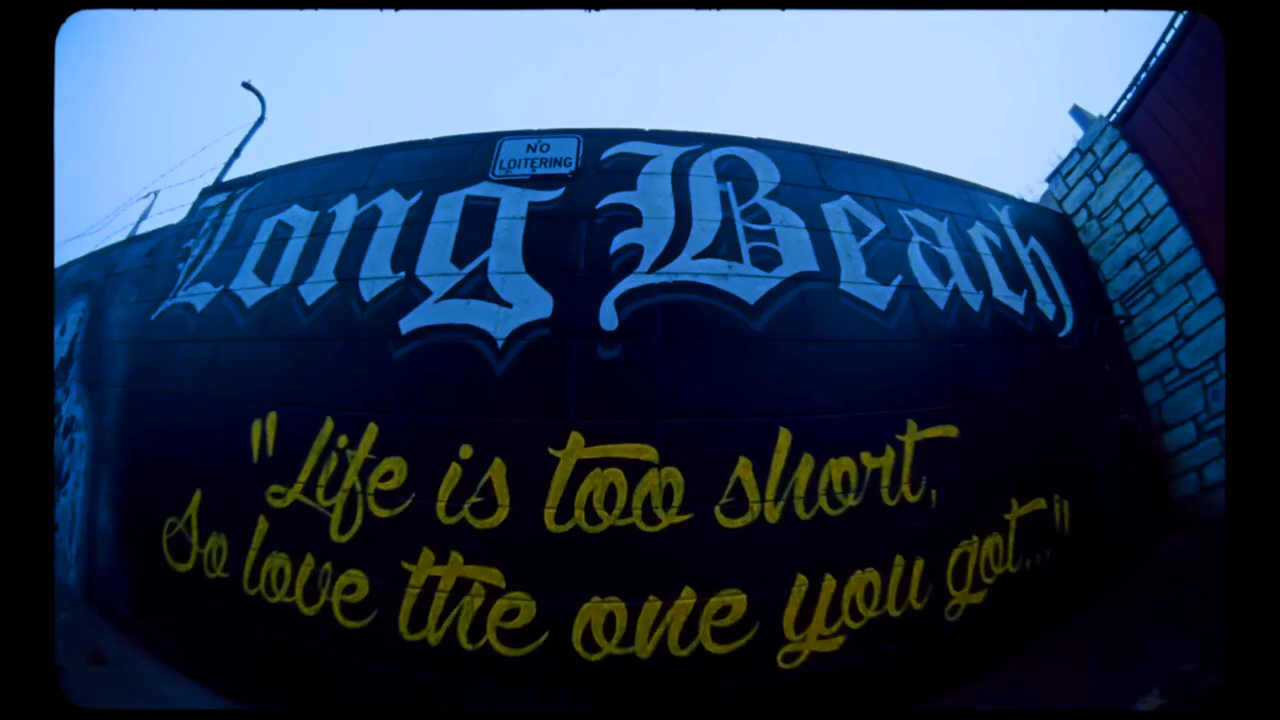 NO
LOITERING
Long Beach
"Life is too short,
So love the one you got..."